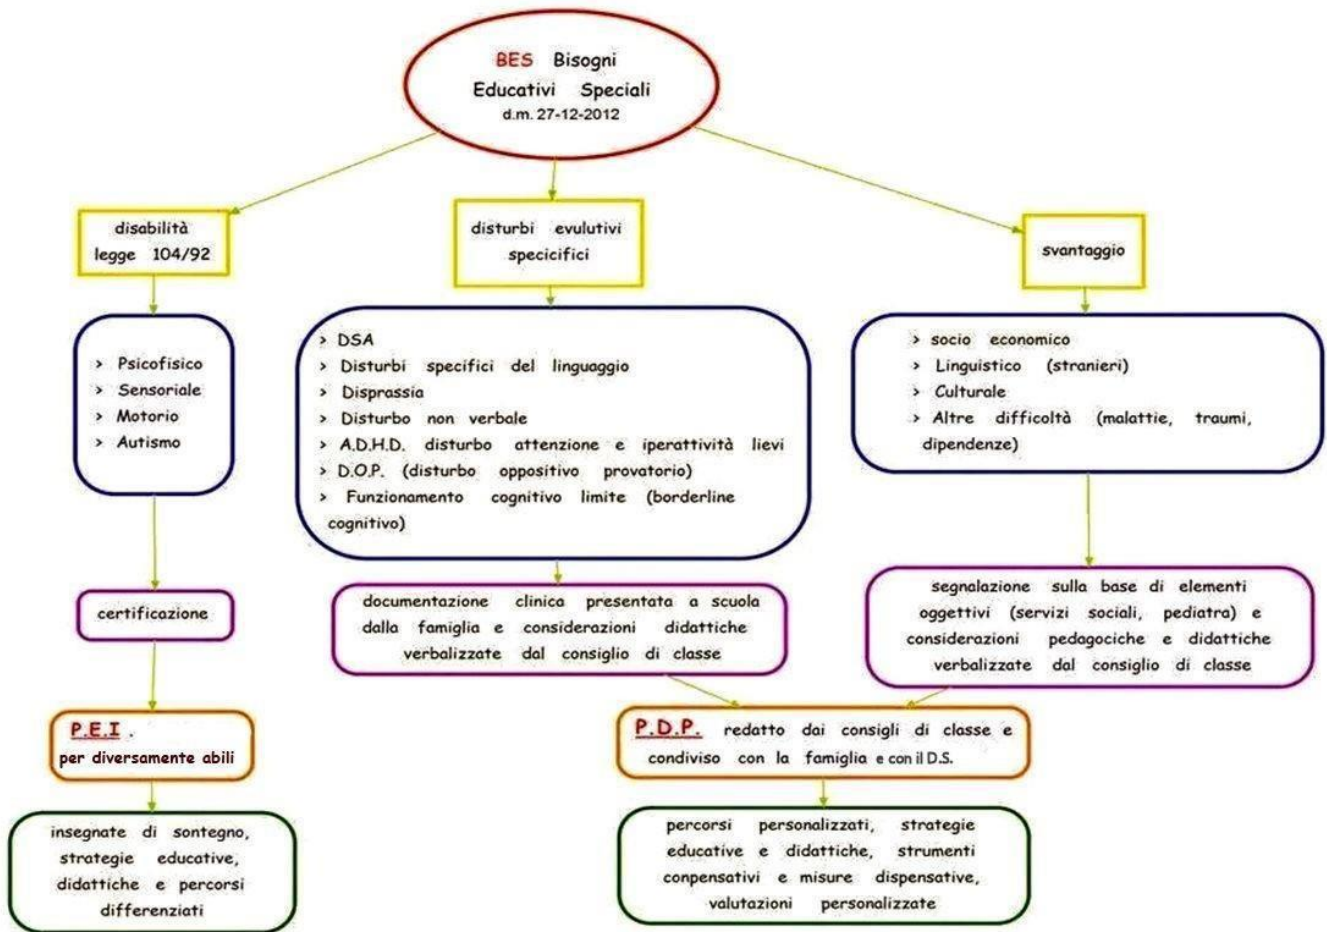 BES Bisogni
Educativi Speciali
d.m. 27-12-2012
disabilità
legge 104/92
disturbi evulutivi
specicifici
svantaggio
> Psicofisico
> Sensoriale
> Motorio
> Autismo
> DSA
> Disturbi specifici del linguaggio
> Disprassia
> Disturbo non verbale
> A.D.H.D. disturbo attenzione e iperattività lievi
> D.O.P. (disturbo oppositivo provatorio)
> Funzionamento cognitivo limite (borderline
cognitivo)
> socio economico
> Linguistico (stranieri)
> Culturale
> Altre difficoltà (malattie, traumi,
dipendenze)
certificazione
documentazione clinica presentata a scuola
dalla famiglia e considerazioni didattiche
verbalizzate dal consiglio di classe
segnalazione sulla base di elementi
oggettivi (servizi sociali, pediatra) e
considerazioni pedagociche e didattiche
verbalizzate dal consiglio di classe
P.E.I .
per diversamente abili
P.D.P. redatto dai consigli di classe e
condiviso con la famiglia e con il D.S.
insegnate di sontegno,
strategie educative,
didattiche e percorsi
differenziati
percorsi personalizzati, strategie
educative e didattiche, strumenti
conpensativi e misure dispensative,
valutazioni personalizzate